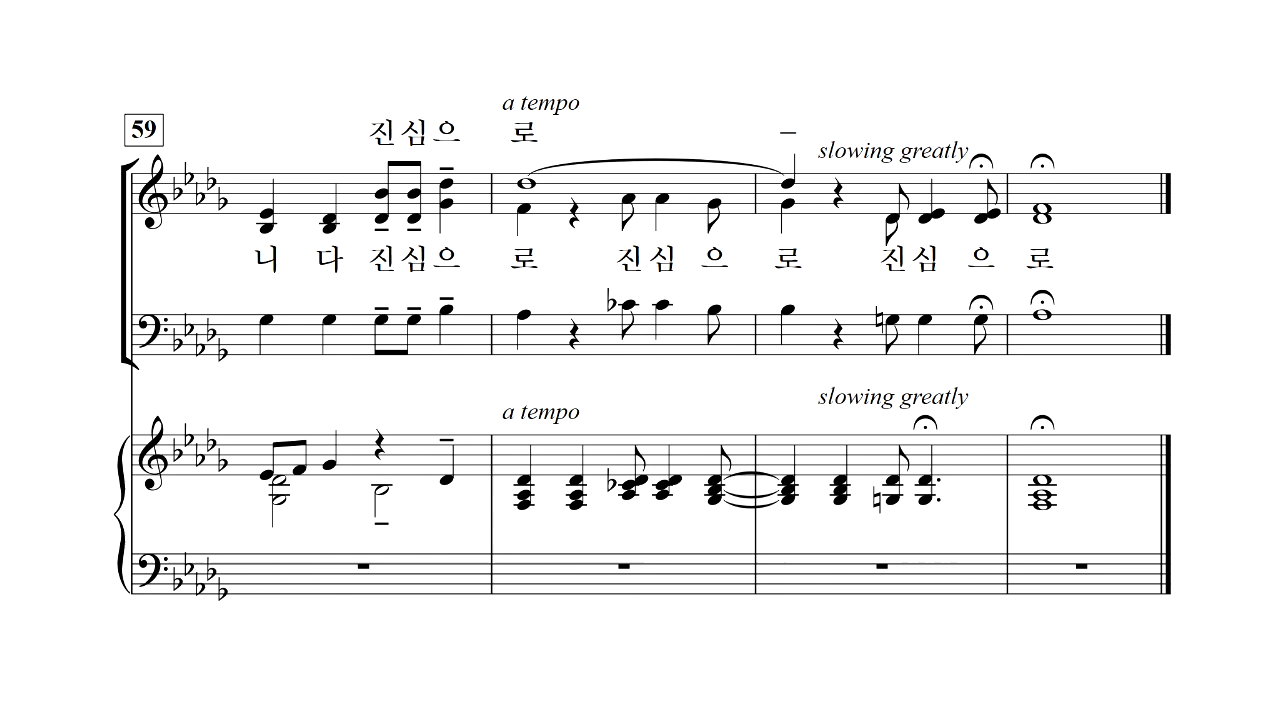 a tempo
59
진 심 으 로 –
slowing greatly
니 다 진 심 으 로 진 심 으 로 진 심 으 로
a tempo
slowing greatly